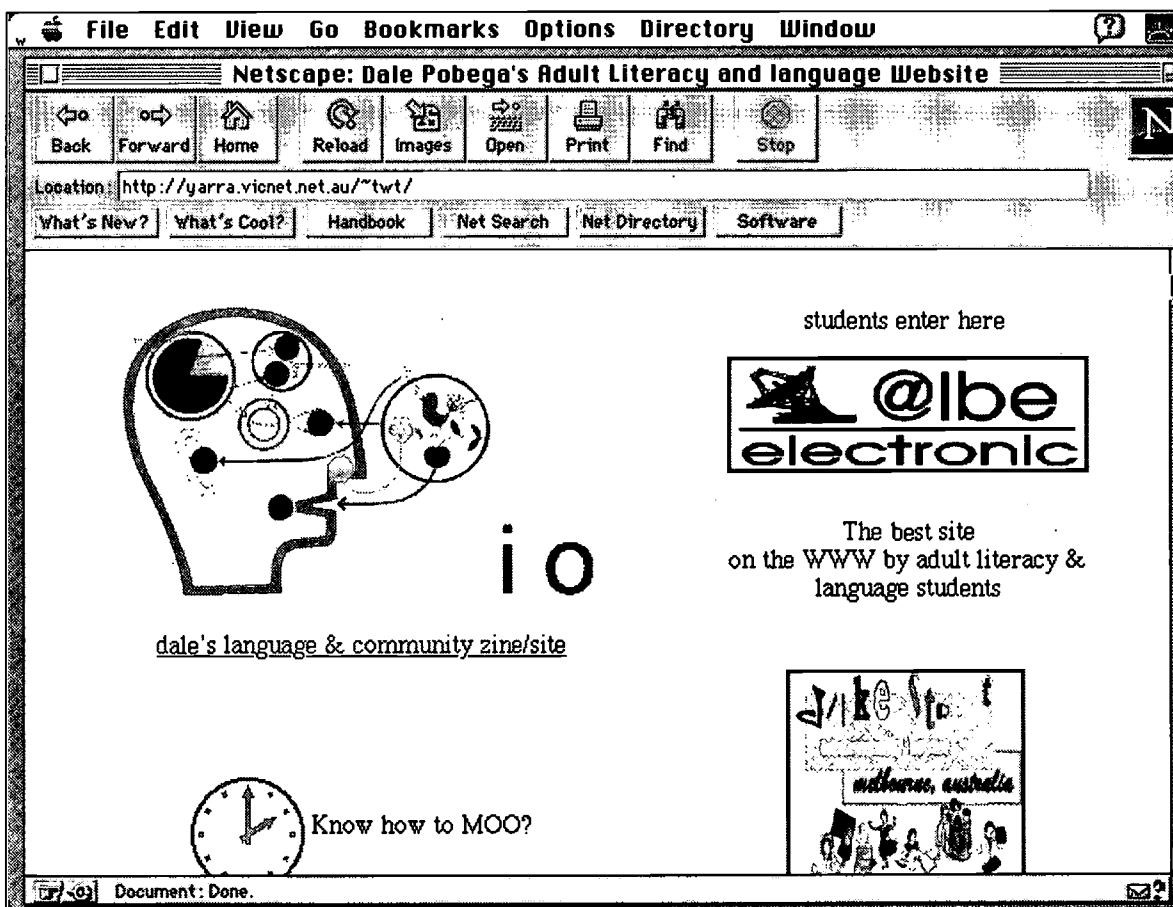 File Edit View Go Bookmarks Options Directory Window
Netscape: Dale Pobega's Adult Literacy and language Website
Back Forward Home Reload Images Open Print Find Stop
N
Location: http://yarra.vicnet.net.au/~twt/
What's New? What's Cool? Handbook Net Search Net Directory Software
students enter here
@lbe
electronic
The best site
on the WWW by adult literacy &
language students
i o
dale's language & community zine/site
melbourne, australia
Know how to MOO?
Document: Done.